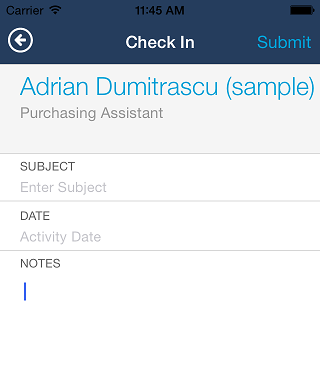 Carrier 11:45 AM
Check In Submit
Adrian Dumitrascu (sample)
Purchasing Assistant
SUBJECT
Enter Subject
DATE
Activity Date
NOTES